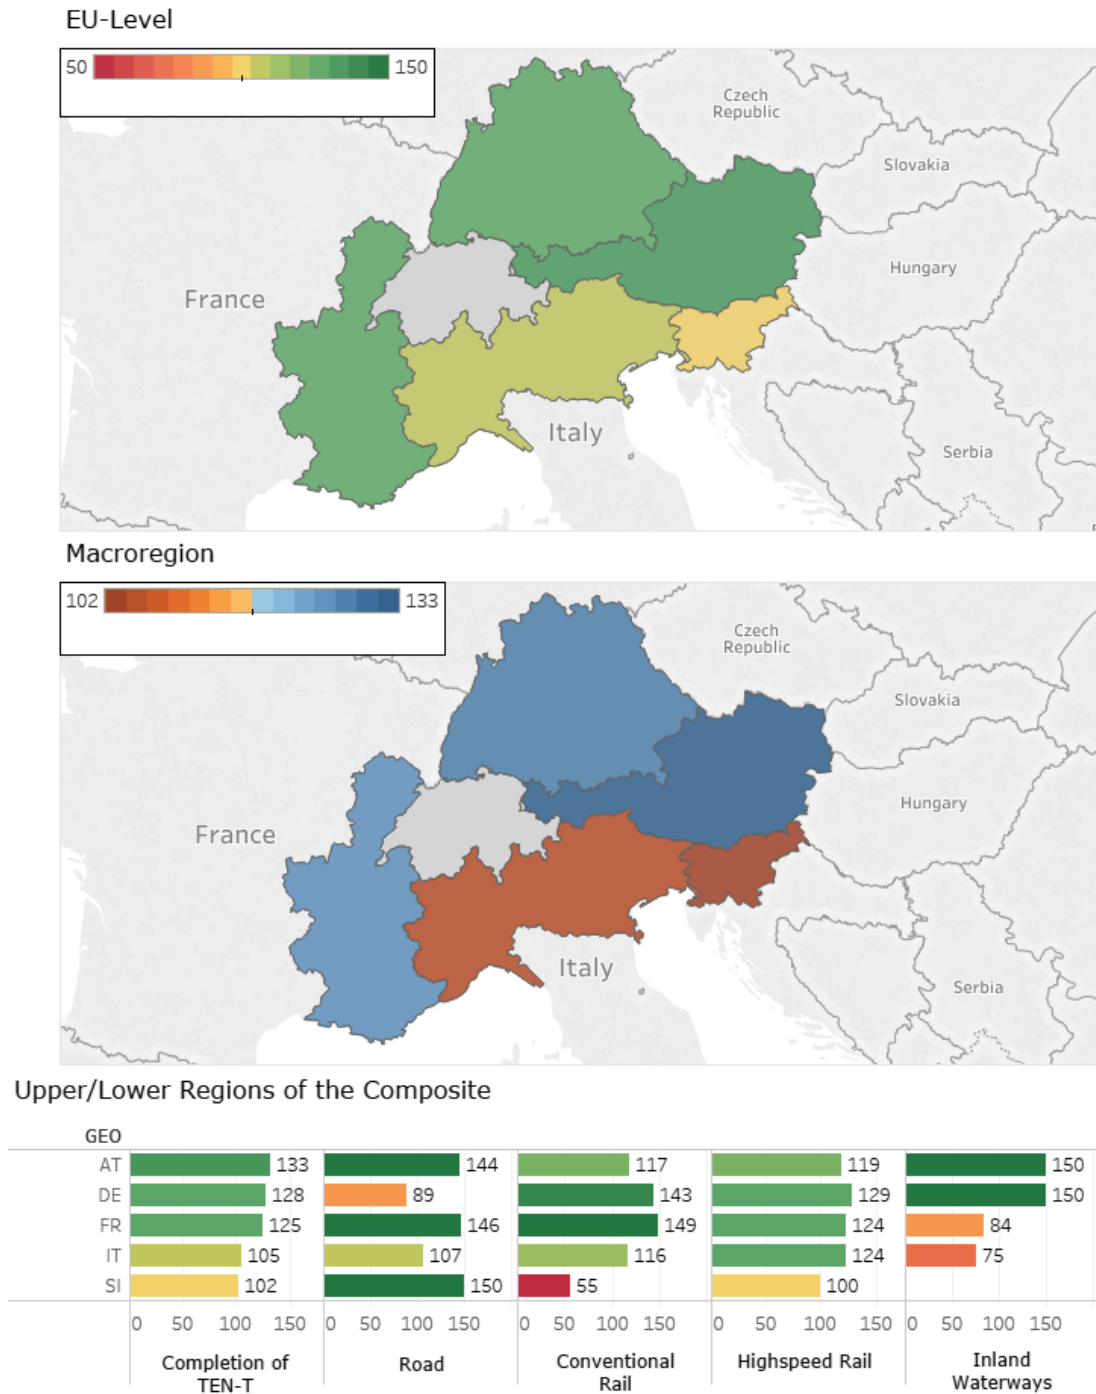 EU-Level
50 150
Czech
Republic
Slovakia
Hungary
France
Italy
Serbia
Macroregion
102 133
Czech
Republic
Slovakia
Hungary
France
Italy
Serbia
Upper/Lower Regions of the Composite
GEO
AT 133 144 117 119 150
DE 128 89 143 129 150
FR 125 146 149 124 84
IT 105 107 116 124 75
SI 102 150 55 100
0 50 100 150 0 50 100 150 0 50 100 150 0 50 100 150 0 50 100 150
Completion of
TEN-T
Road
Conventional
Rail
Highspeed Rail
Inland
Waterways